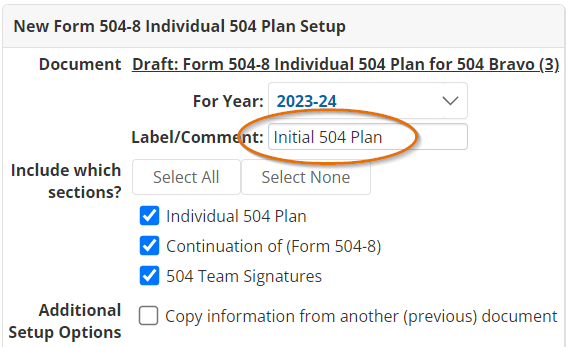 New Form 504-8 Individual 504 Plan Setup
Document Draft: Form 504-8 Individual 504 Plan for 504 Bravo (3)
For Year: 2023-24
Label/Comment: Initial 504 Plan
Include which sections? Select All Select None
Individual 504 Plan
Continuation of (Form 504-8)
504 Team Signatures
Additional Setup Options Copy information from another (previous) document